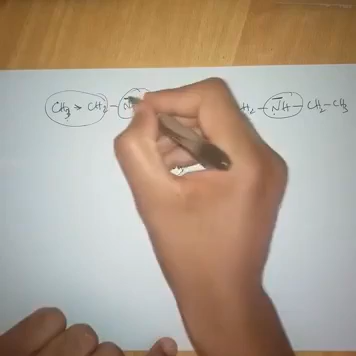 CH₃ → CH₂ – N H₂ – NH – CH₂ – CH₃